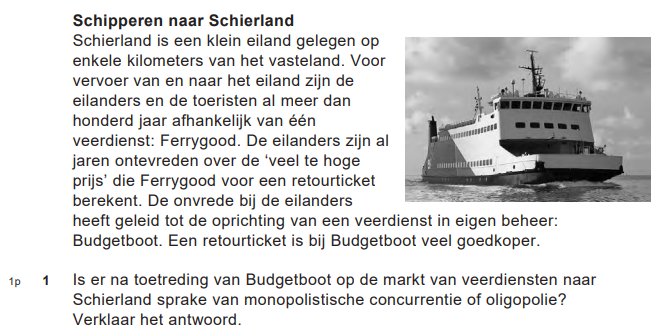 Schipperen naar Schierland
Schierland is een klein eiland gelegen op
enkele kilometers van het vasteland. Voor
vervoer van en naar het eiland zijn de
eilanders en de toeristen al meer dan
honderd jaar afhankelijk van één
veerdienst: Ferrygood. De eilanders zijn al
jaren ontevreden over de ‘veel te hoge
prijs’ die Ferrygood voor een retourticket
berekent. De onvrede bij de eilanders
heeft geleid tot de oprichting van een veerdienst in eigen beheer:
Budgetboot. Een retourticket is bij Budgetboot veel goedkoper.
1p 1 Is er na toetreding van Budgetboot op de markt van veerdiensten naar
Schierland sprake van monopolistische concurrentie of oligopolie?
Verklaar het antwoord.